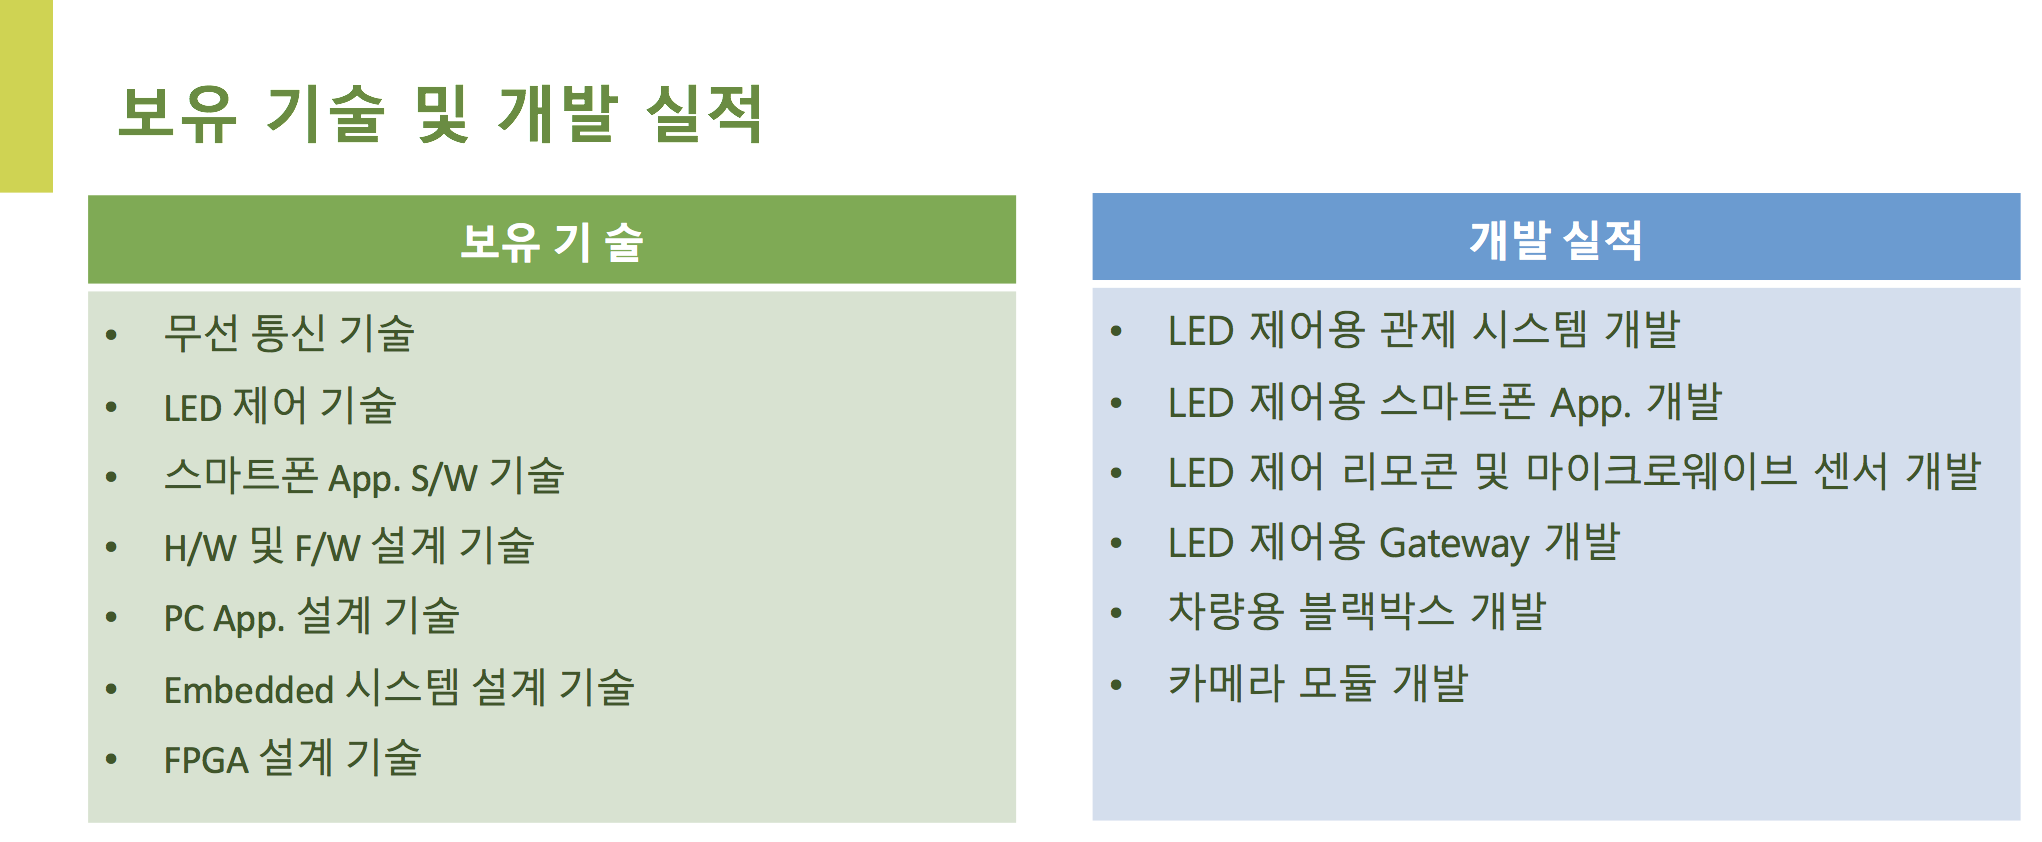 보유 기술 및 개발 실적
보유 기 술
• 무선 통신 기술
• LED 제어 기술
• 스마트폰 App. S/W 기술
• H/W 및 F/W 설계 기술
• PC App. 설계 기술
• Embedded 시스템 설계 기술
• FPGA 설계 기술
개발 실적
• LED 제어용 관제 시스템 개발
• LED 제어용 스마트폰 App. 개발
• LED 제어 리모콘 및 마이크로웨이브 센서 개발
• LED 제어용 Gateway 개발
• 차량용 블랙박스 개발
• 카메라 모듈 개발